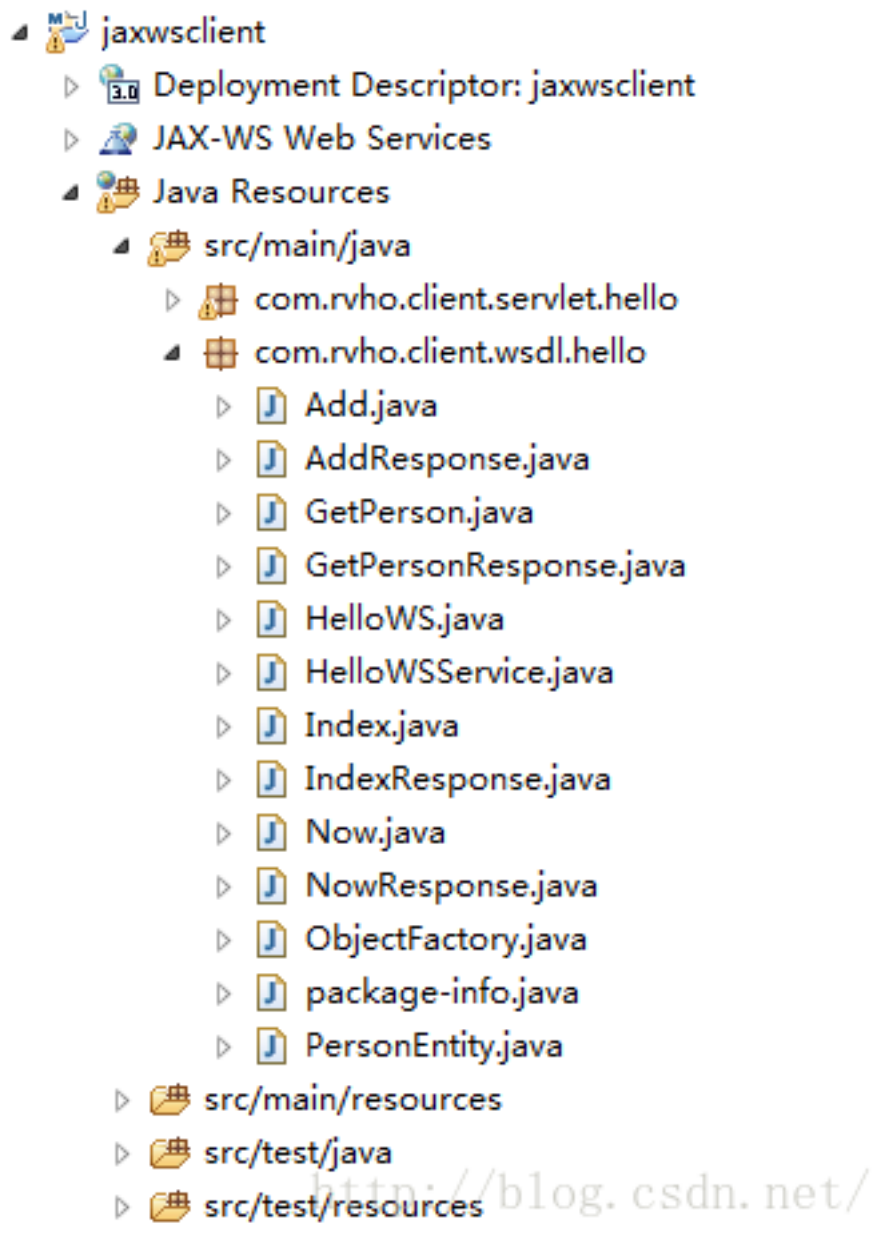 jaxwsclient
Deployment Descriptor: jaxwsclient
JAX-WS Web Services
Java Resources
src/main/java
com.rvho.client.servlet.hello
com.rvho.client.wsdl.hello
Add.java
AddResponse.java
GetPerson.java
GetPersonResponse.java
HelloWS.java
HelloWSService.java
Index.java
IndexResponse.java
Now.java
NowResponse.java
ObjectFactory.java
package-info.java
PersonEntity.java
src/main/resources
src/test/java
src/test/resources
http://blog.csdn.net/